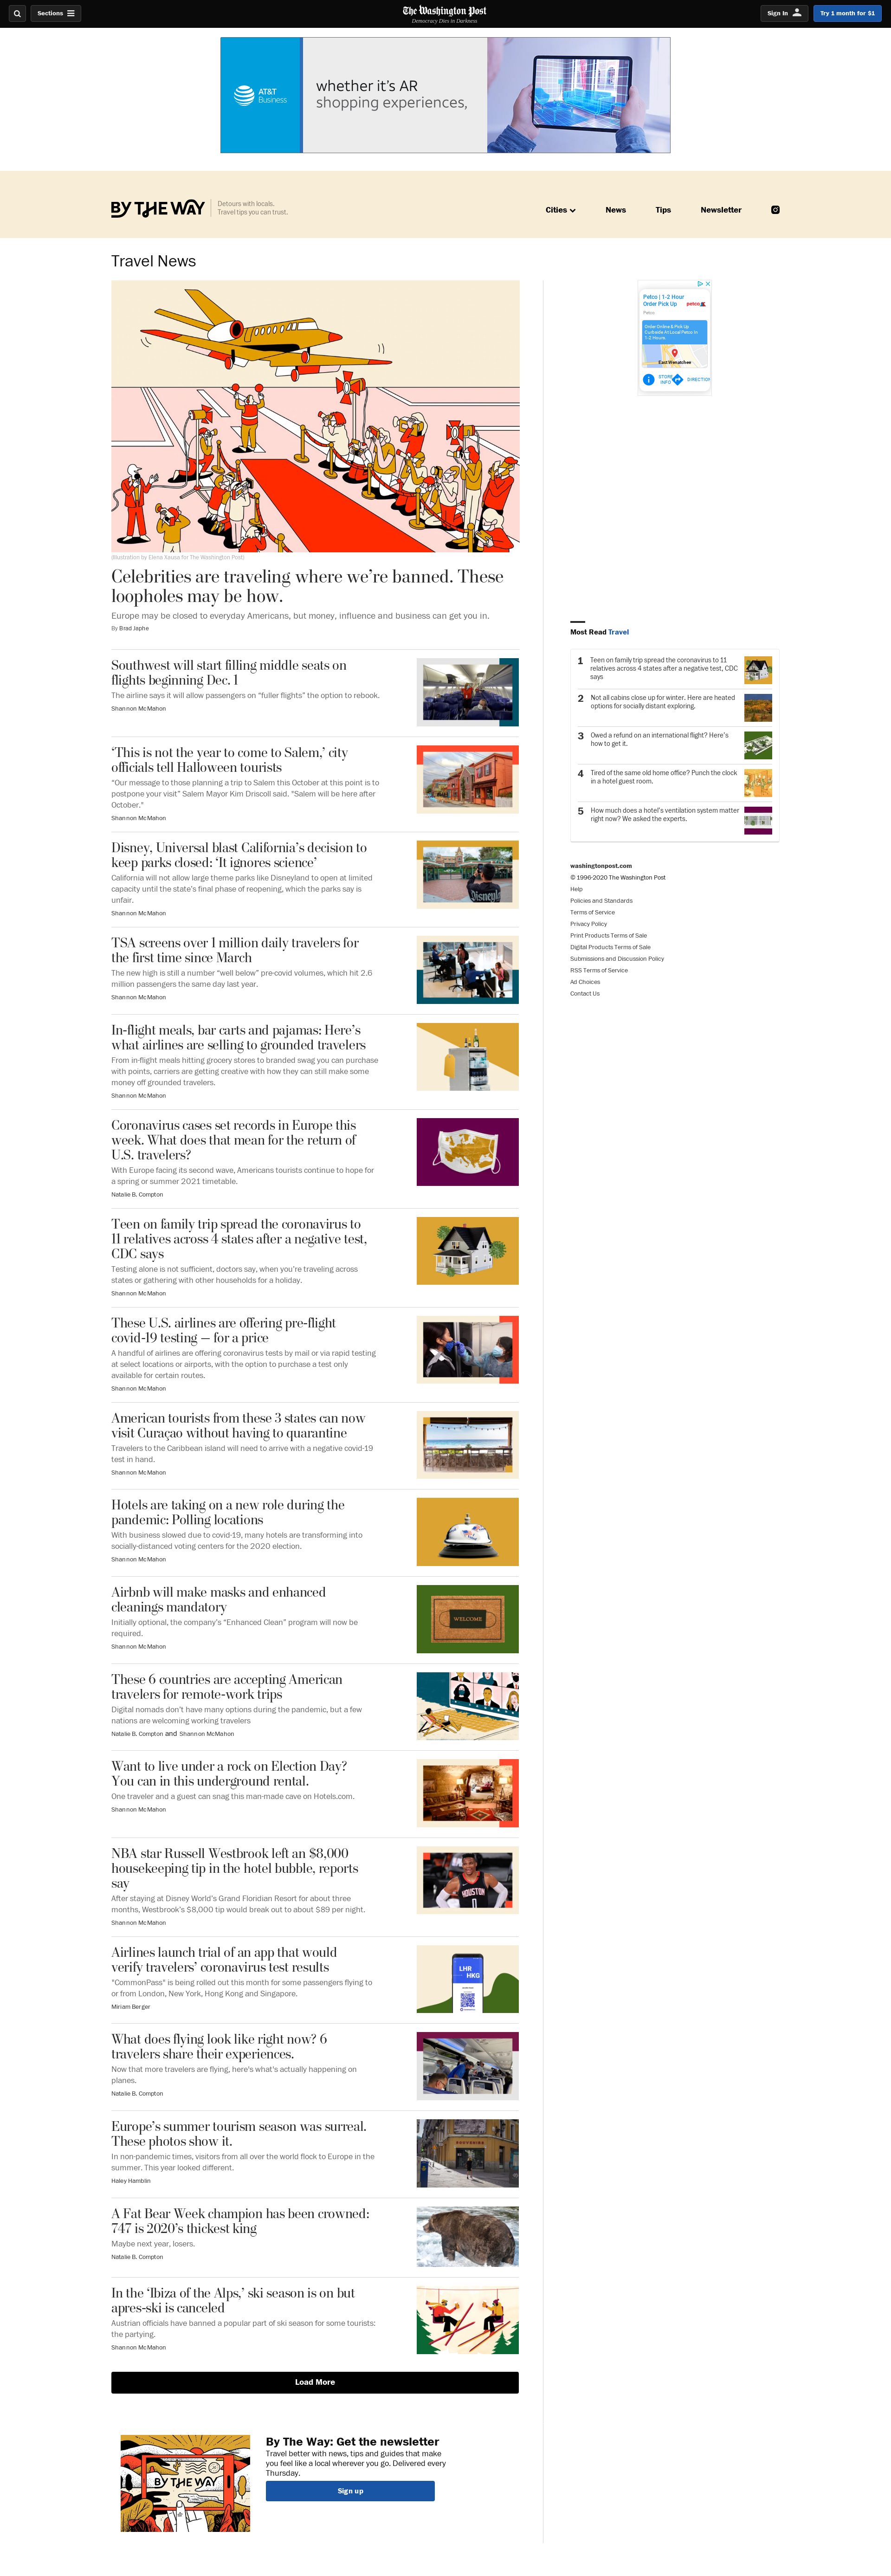 Sections
The Washington Post
Democracy Dies in Darkness
Sign In
Try 1 month for $1
AT&T
Business
whether it's AR
shopping experiences,
BY THE WAY
Detours with locals.
Travel tips you can trust.
Cities
News
Tips
Newsletter
Travel News
(Illustration by Elena Xausa for The Washington Post)
Celebrities are traveling where we're banned. These
loopholes may be how.
Europe may be closed to everyday Americans, but money, influence and business can get you in.
By Brad Japhe
Southwest will start filling middle seats on
flights beginning Dec. 1
The airline says it will allow passengers on "fuller flights" the option to rebook.
Shannon McMahon
'This is not the year to come to Salem,' city
officials tell Halloween tourists
"Our message to those planning a trip to Salem this October at this point is to
postpone your visit" Salem Mayor Kim Driscoll said. "Salem will be here after
October."
Shannon McMahon
Disney, Universal blast California's decision to
keep parks closed: 'It ignores science'
California will not allow large theme parks like Disneyland to open at limited
capacity until the state's final phase of reopening, which the parks say is
unfair.
Shannon McMahon
TSA screens over 1 million daily travelers for
the first time since March
The new high is still a number "well below" pre-covid volumes, which hit 2.6
million passengers the same day last year.
Shannon McMahon
In-flight meals, bar carts and pajamas: Here's
what airlines are selling to grounded travelers
From in-flight meals hitting grocery stores to branded swag you can purchase
with points, carriers are getting creative with how they can still make some
money off grounded travelers.
Shannon McMahon
Coronavirus cases set records in Europe this
week. What does that mean for the return of
U.S. travelers?
With Europe facing its second wave, Americans tourists continue to hope for
a spring or summer 2021 timetable.
Natalie B. Compton
Teen on family trip spread the coronavirus to
11 relatives across 4 states after a negative test,
CDC says
Testing alone is not sufficient, doctors say, when you're traveling across
states or gathering with other households for a holiday.
Shannon McMahon
These U.S. airlines are offering pre-flight
covid-19 testing — for a price
A handful of airlines are offering coronavirus tests by mail or via rapid testing
at select locations or airports, with the option to purchase a test only
available for certain routes.
Shannon McMahon
American tourists from these 3 states can now
visit Curaçao without having to quarantine
Travelers to the Caribbean island will need to arrive with a negative covid-19
test in hand.
Shannon McMahon
Hotels are taking on a new role during the
pandemic: Polling locations
With business slowed due to covid-19, many hotels are transforming into
socially-distanced voting centers for the 2020 election.
Shannon McMahon
Airbnb will make masks and enhanced
cleanings mandatory
Initially optional, the company's "Enhanced Clean" program will now be
required.
Shannon McMahon
WELCOME
These 6 countries are accepting American
travelers for remote-work trips
Digital nomads don't have many options during the pandemic, but a few
nations are welcoming working travelers
Natalie B. Compton and Shannon McMahon
Want to live under a rock on Election Day?
You can in this underground rental.
One traveler and a guest can snag this man-made cave on Hotels.com.
Shannon McMahon
NBA star Russell Westbrook left an $8,000
housekeeping tip in the hotel bubble, reports
say
After staying at Disney World's Grand Floridian Resort for about three
months, Westbrook's $8,000 tip would break out to about $89 per night.
Shannon McMahon
HOUSTON
0
Airlines launch trial of an app that would
verify travelers' coronavirus test results
"CommonPass" is being rolled out this month for some passengers flying to
or from London, New York, Hong Kong and Singapore.
Miriam Berger
LHR
HKG
What does flying look like right now? 6
travelers share their experiences.
Now that more travelers are flying, here's what's actually happening on
planes.
Natalie B. Compton
Europe's summer tourism season was surreal.
These photos show it.
In non-pandemic times, visitors from all over the world flock to Europe in the
summer. This year looked different.
Haley Hamblin
A Fat Bear Week champion has been crowned:
747 is 2020's thickest king
Maybe next year, losers.
Natalie B. Compton
In the 'Ibiza of the Alps,' ski season is on but
apres-ski is canceled
Austrian officials have banned a popular part of ski season for some tourists:
the partying.
Shannon McMahon
Load More
BY THE WAY
By The Way: Get the newsletter
Travel better with news, tips and guides that make
you feel like a local wherever you go. Delivered every
Thursday.
Sign up
Petco | 1-2 Hour
Order Pick Up
petco
Petco
Order Online & Pick Up
Curbside At Local Petco In
1-2 Hours.
East Wenatchee
STORE
INFO
DIRECTION
Most Read Travel
1
Teen on family trip spread the coronavirus to 11
relatives across 4 states after a negative test, CDC
says
2
Not all cabins close up for winter. Here are heated
options for socially distant exploring.
3
Owed a refund on an international flight? Here's
how to get it.
4
Tired of the same old home office? Punch the clock
in a hotel guest room.
5
How much does a hotel's ventilation system matter
right now? We asked the experts.
washingtonpost.com
© 1996-2020 The Washington Post
Help
Policies and Standards
Terms of Service
Privacy Policy
Print Products Terms of Sale
Digital Products Terms of Sale
Submissions and Discussion Policy
RSS Terms of Service
Ad Choices
Contact Us